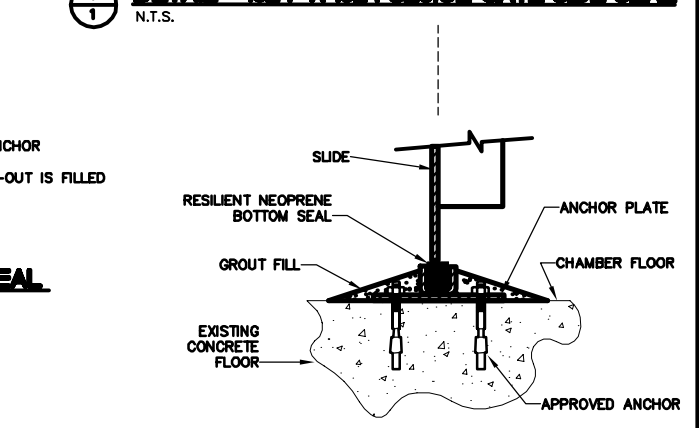 1
N.T.S.
NCHOR
-OUT IS FILLED
EAL
SLIDE
RESILIENT NEOPRENE
BOTTOM SEAL
GROUT FILL
ANCHOR PLATE
CHAMBER FLOOR
EXISTING
CONCRETE
FLOOR
APPROVED ANCHOR